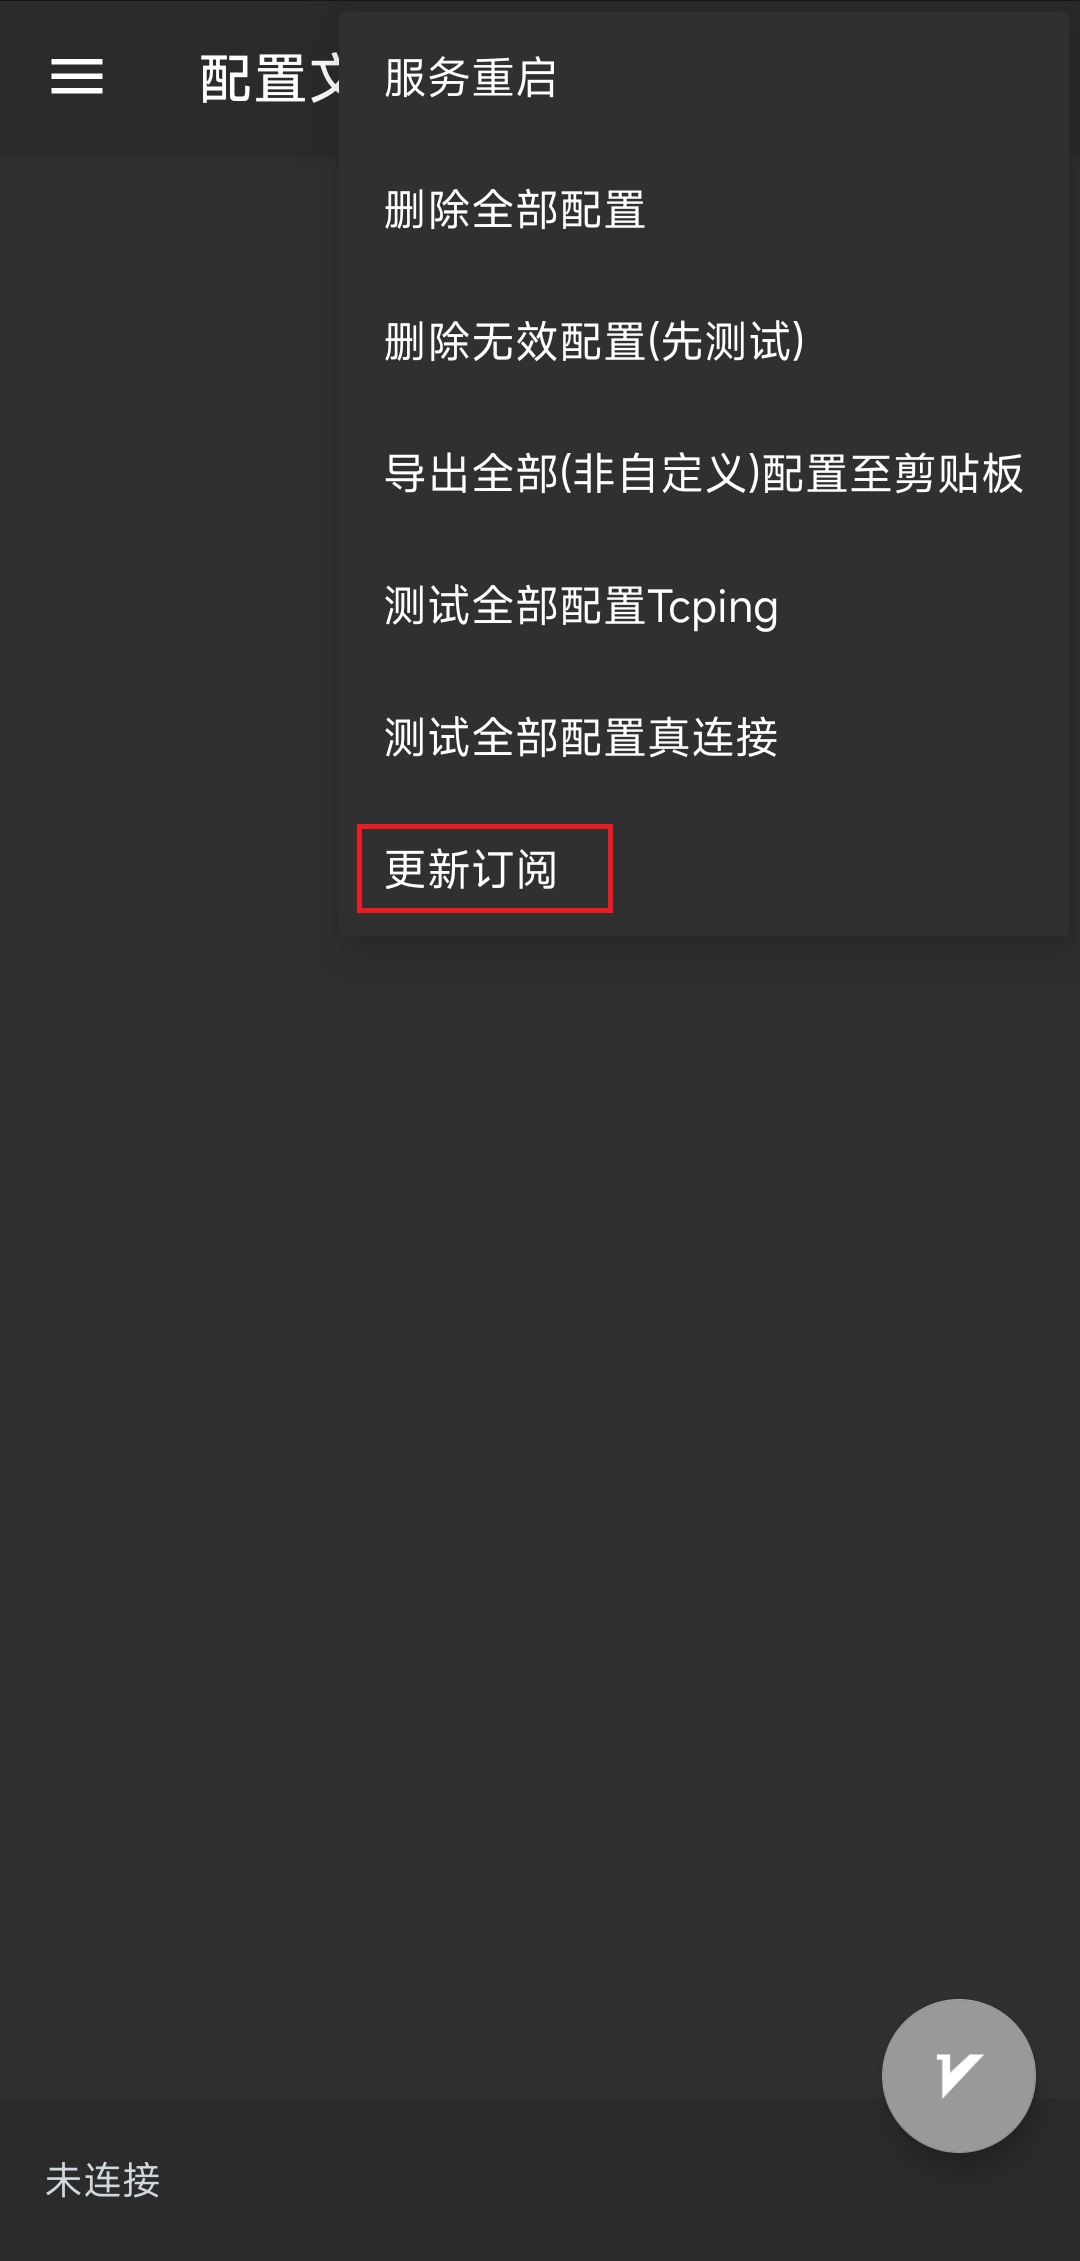 配置文
服务重启
删除全部配置
删除无效配置(先测试)
导出全部(非自定义)配置至剪贴板
测试全部配置Tcping
测试全部配置真连接
更新订阅
未连接